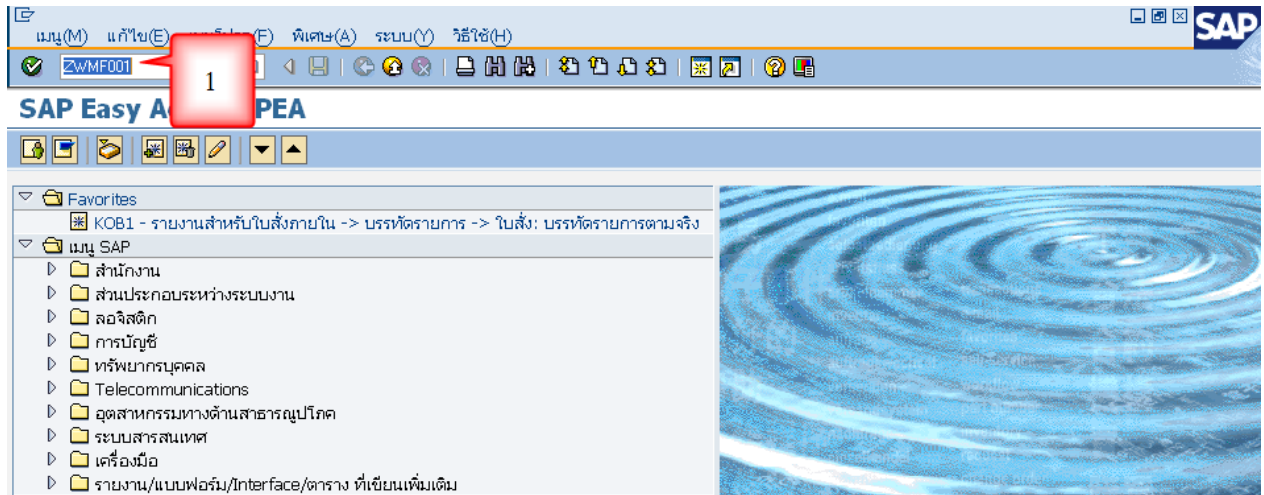 เมนู(M) แก้ไข(E) (F) พิเศษ(A) ระบบ(Y) วิธีใช้(H)
SAP
ZWMF001
1
SAP Easy A PEA
Favorites
KOB1 - รายงานสำหรับใบสั่งภายใน -> บรรทัดรายการ -> ใบสั่ง: บรรทัดรายการตามจริง
เมนู SAP
สำนักงาน
ส่วนประกอบระหว่างระบบงาน
ลอจิสติก
การบัญชี
ทรัพยากรบุคคล
Telecommunications
อุตสาหกรรมทางด้านสาธารณูปโภค
ระบบสารสนเทศ
เครื่องมือ
รายงาน/แบบฟอร์ม/Interface/ตาราง ที่เขียนเพิ่มเติม